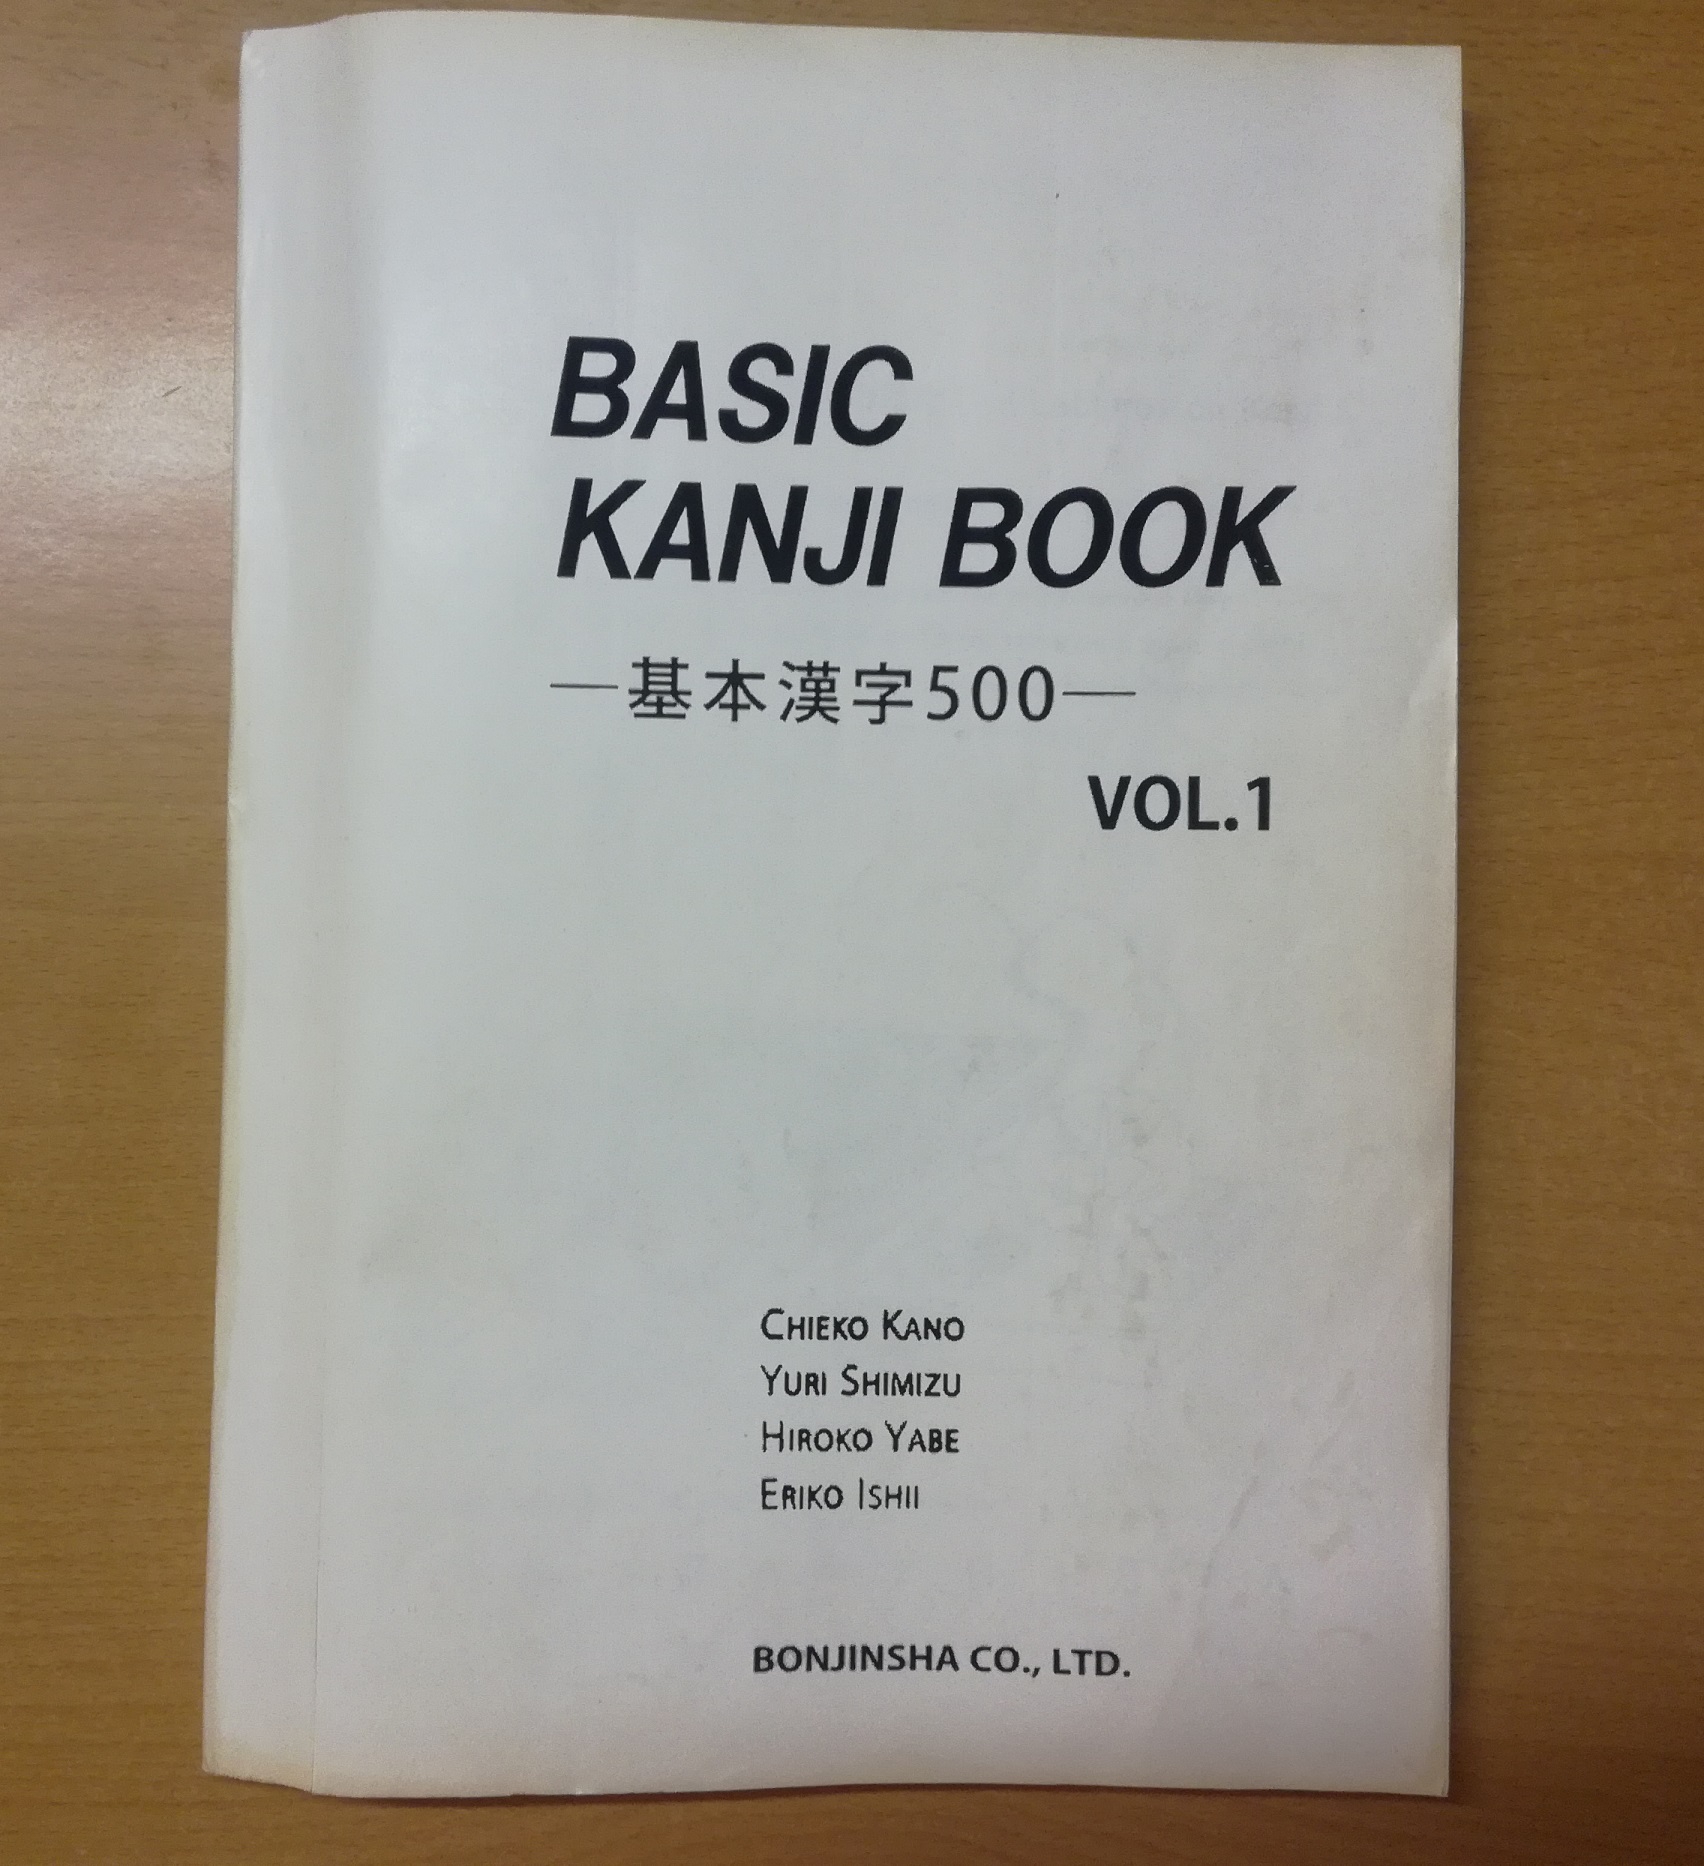 BASIC
KANJI BOOK
—基本漢字500—
VOL.1
CHIEKO KANO
YURI SHIMIZU
HIROKO YABE
ERIKO ISHII
BONJINSHA CO., LTD.